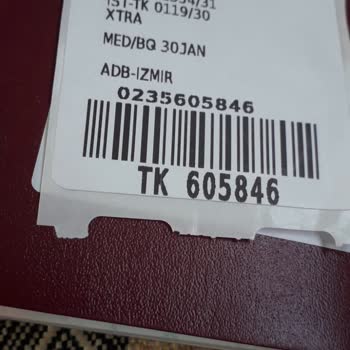 IST-TK 0119/30
XTRA
MED/BQ 30JAN
ADB-IZMIR
0235605846
TK 605846